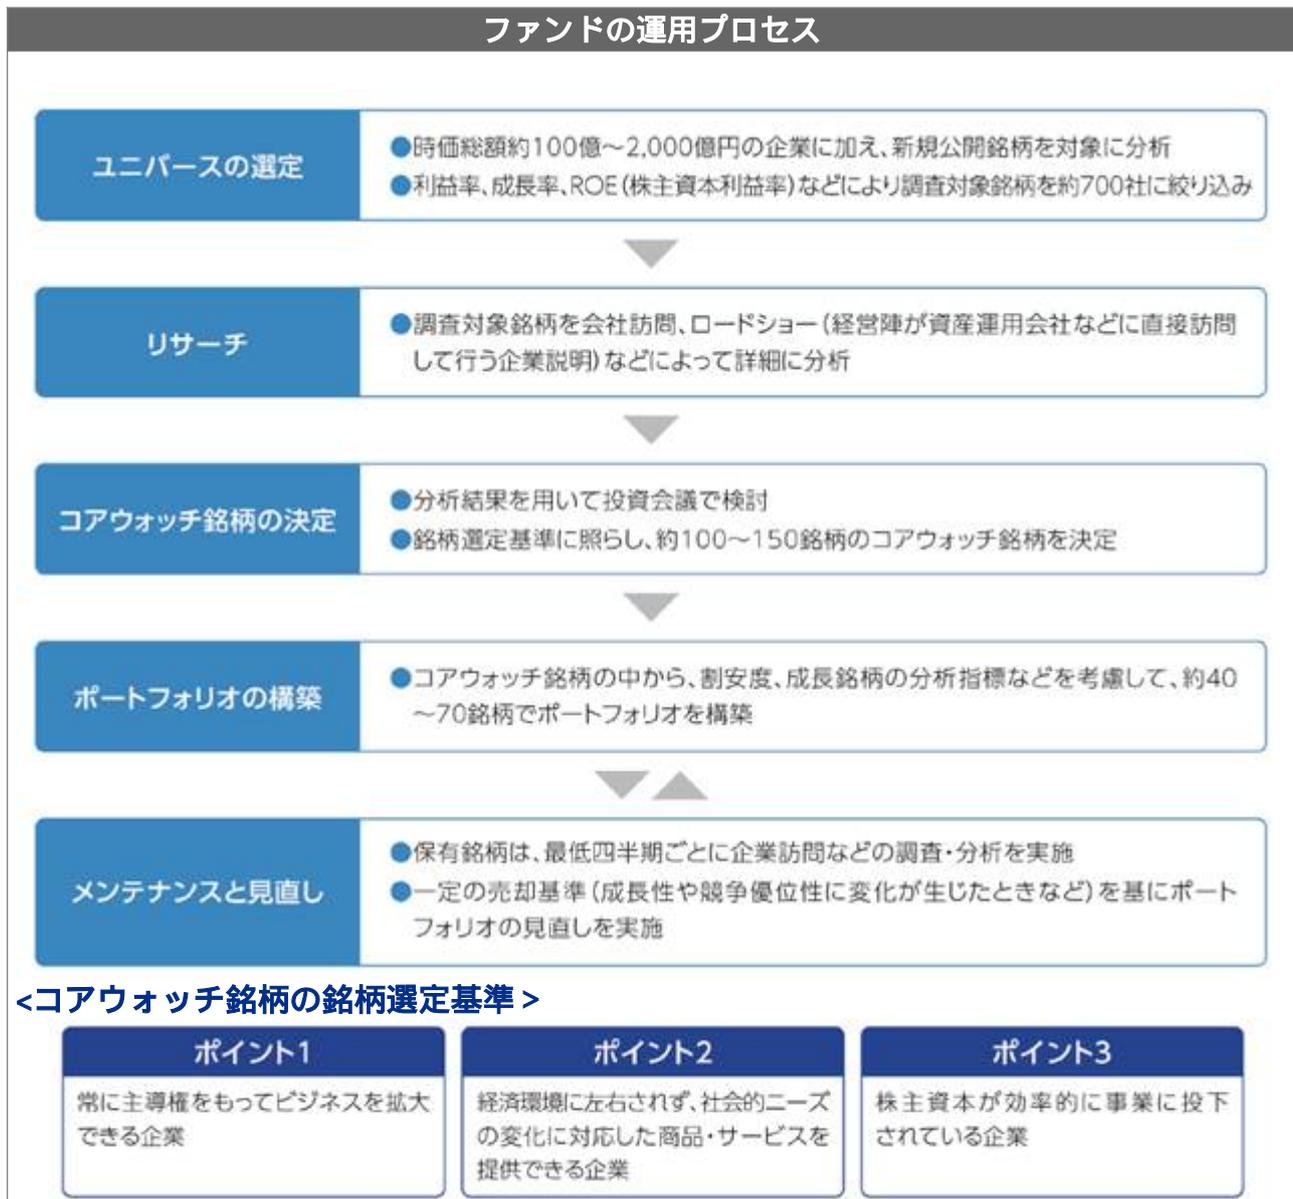 ファンドの運用プロセス
ユニバースの選定
●時価総額約100億～2,000億円の企業に加え、新規公開銘柄を対象に分析
●利益率、成長率、ROE(株主資本利益率)などにより調査対象銘柄を約700社に絞り込み
リサーチ
●調査対象銘柄を会社訪問、ロードショー(経営陣が資産運用会社などに直接訪問
して行う企業説明)などによって詳細に分析
コアウォッチ銘柄の決定
●分析結果を用いて投資会議で検討
●銘柄選定基準に照らし、約100～150銘柄のコアウォッチ銘柄を決定
ポートフォリオの構築
●コアウォッチ銘柄の中から、割安度、成長銘柄の分析指標などを考慮して、約40
～70銘柄でポートフォリオを構築
メンテナンスと見直し
●保有銘柄は、最低四半期ごとに企業訪問などの調査・分析を実施
●一定の売却基準(成長性や競争優位性に変化が生じたときなど)を基にポート
フォリオの見直しを実施
<コアウォッチ銘柄の銘柄選定基準>
ポイント1
常に主導権をもってビジネスを拡大
できる企業
ポイント2
経済環境に左右されず、社会的ニーズ
の変化に対応した商品・サービスを
提供できる企業
ポイント3
株主資本が効率的に事業に投下
されている企業